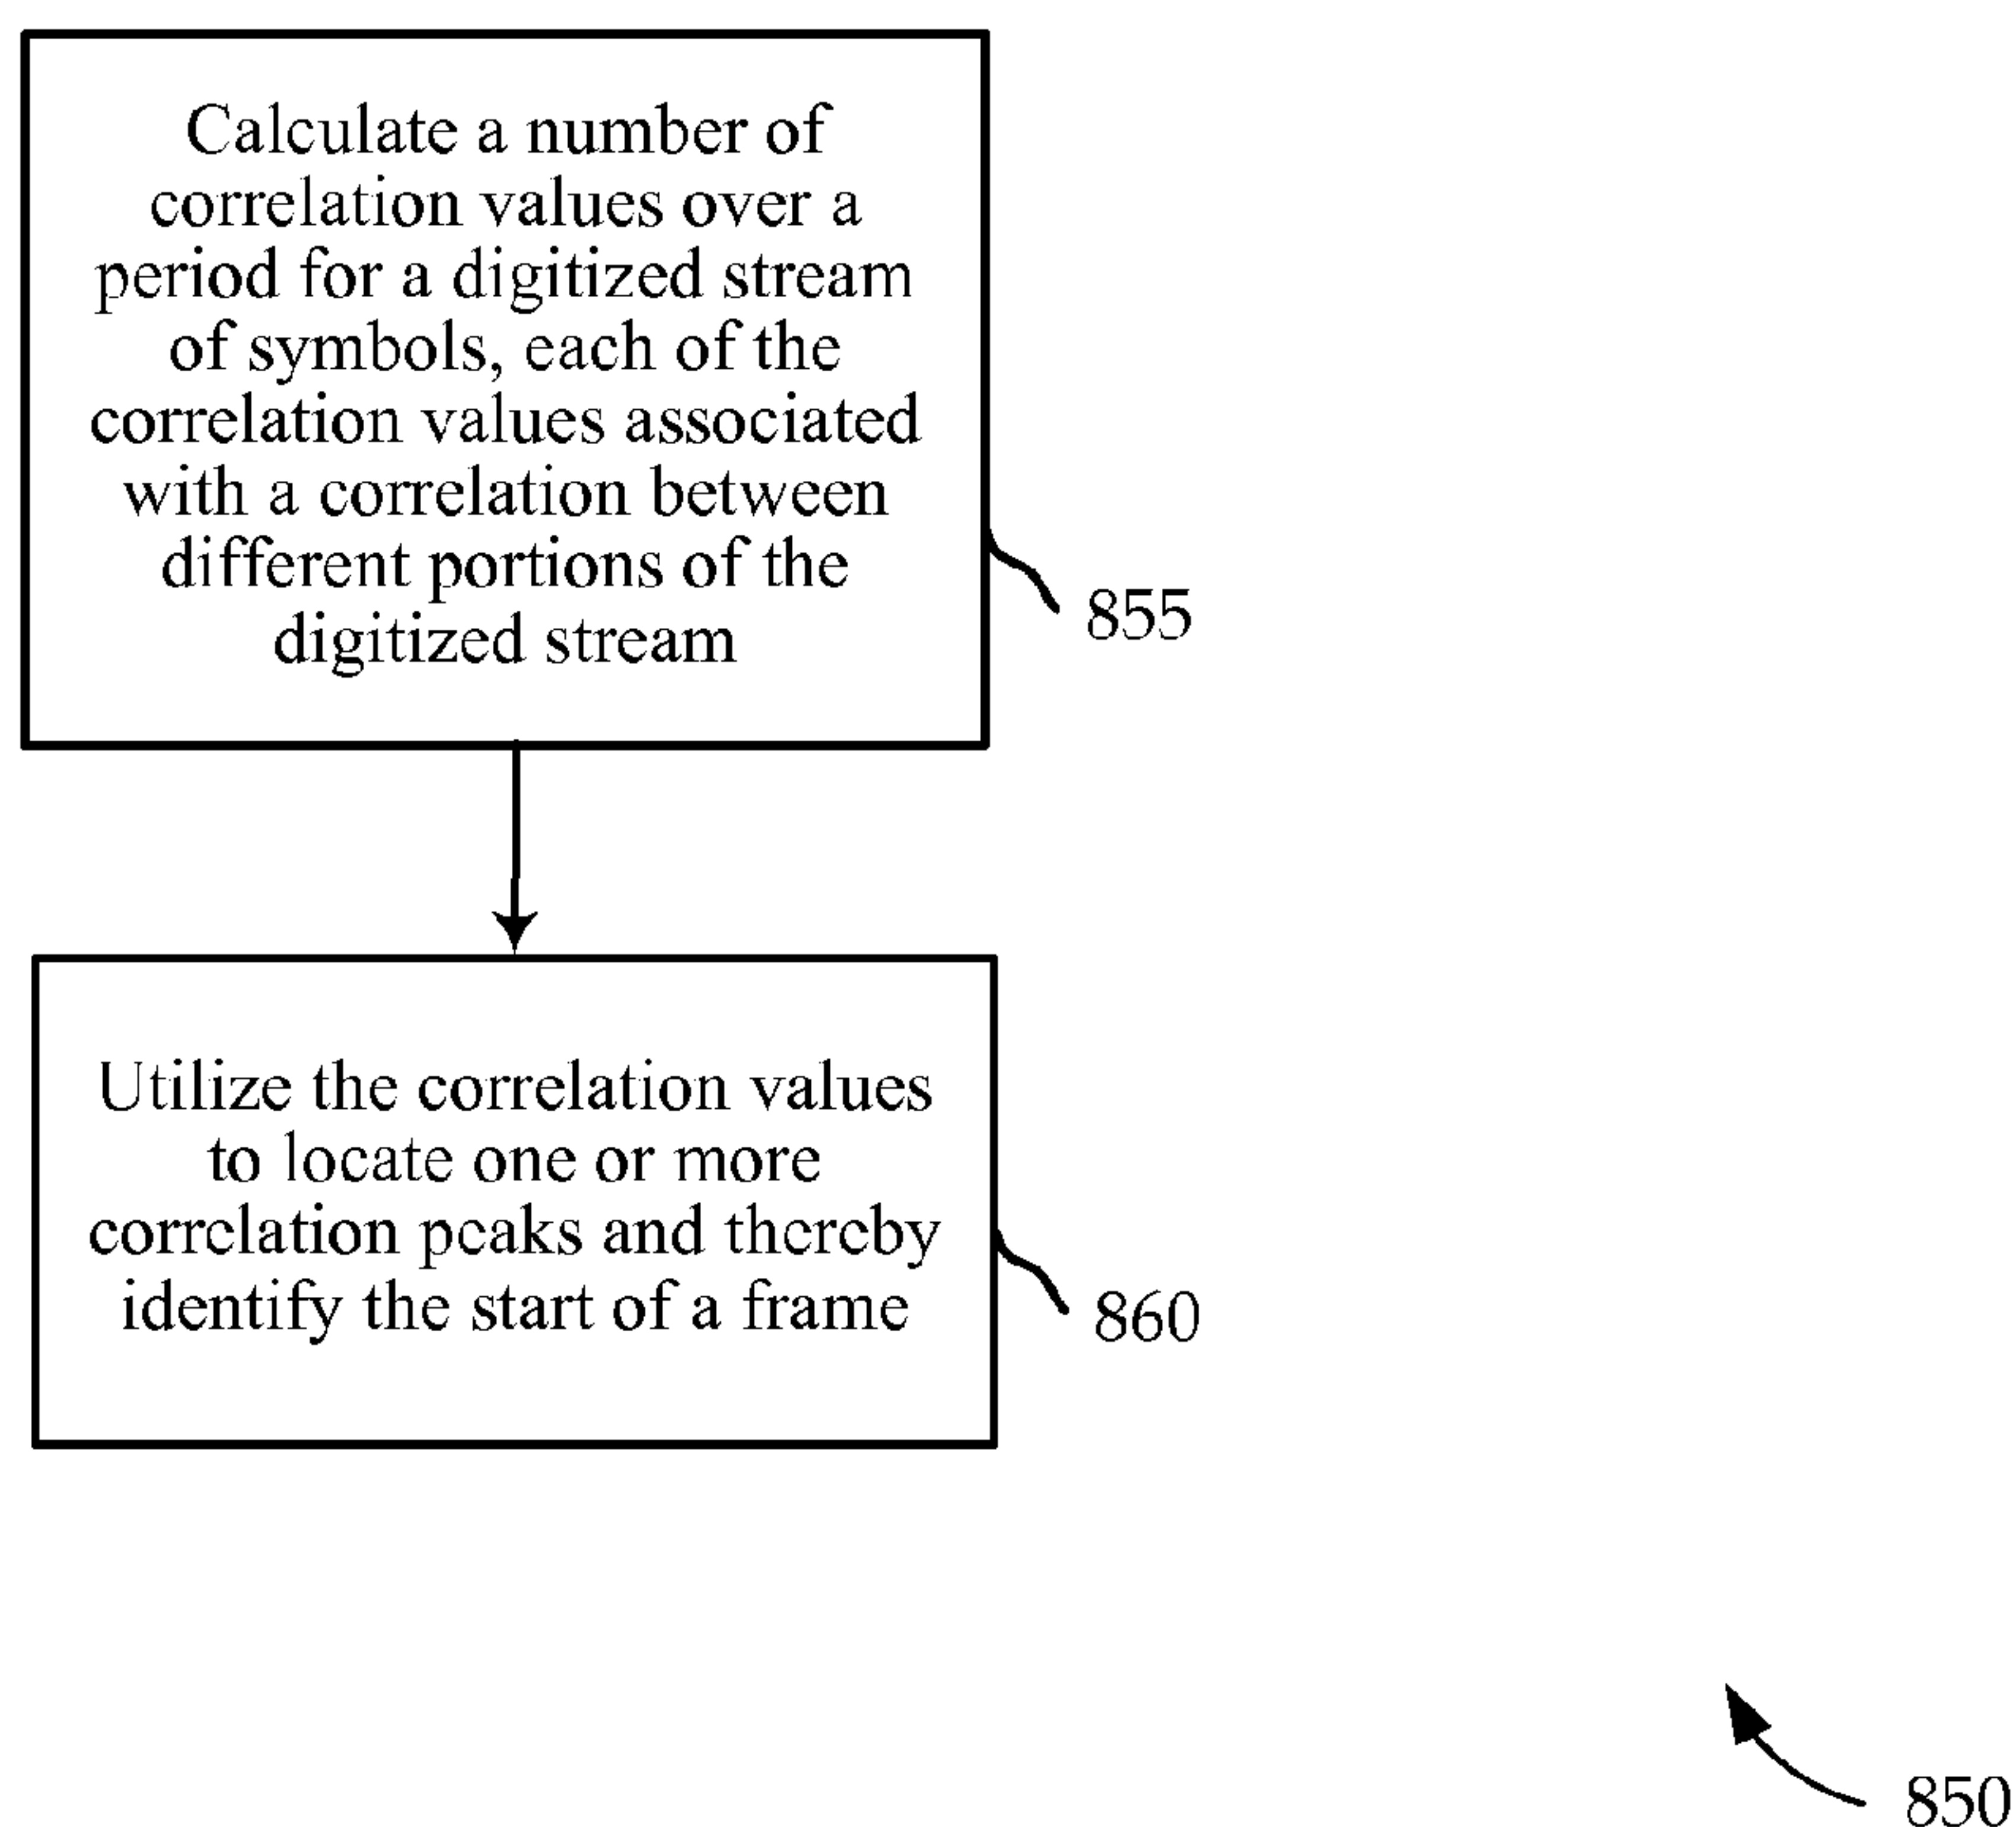 Calculate a number of
correlation values over a
period for a digitized stream
of symbols, each of the
correlation values associated
with a correlation between
different portions of the
digitized stream
855
Utilize the correlation values
to locate one or more
correlation peaks and thereby
identify the start of a frame
860
850